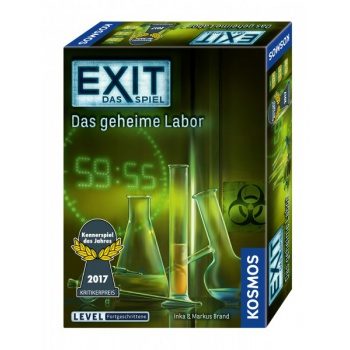 KOSMOS
EXIT
DAS SPIEL
Das geheime Labor
59:55
Kennerspiel
des Jahres
2017
KRITIKERPREIS
LEVEL Fortgeschrittene
Inka & Markus Brand
KOSMOS